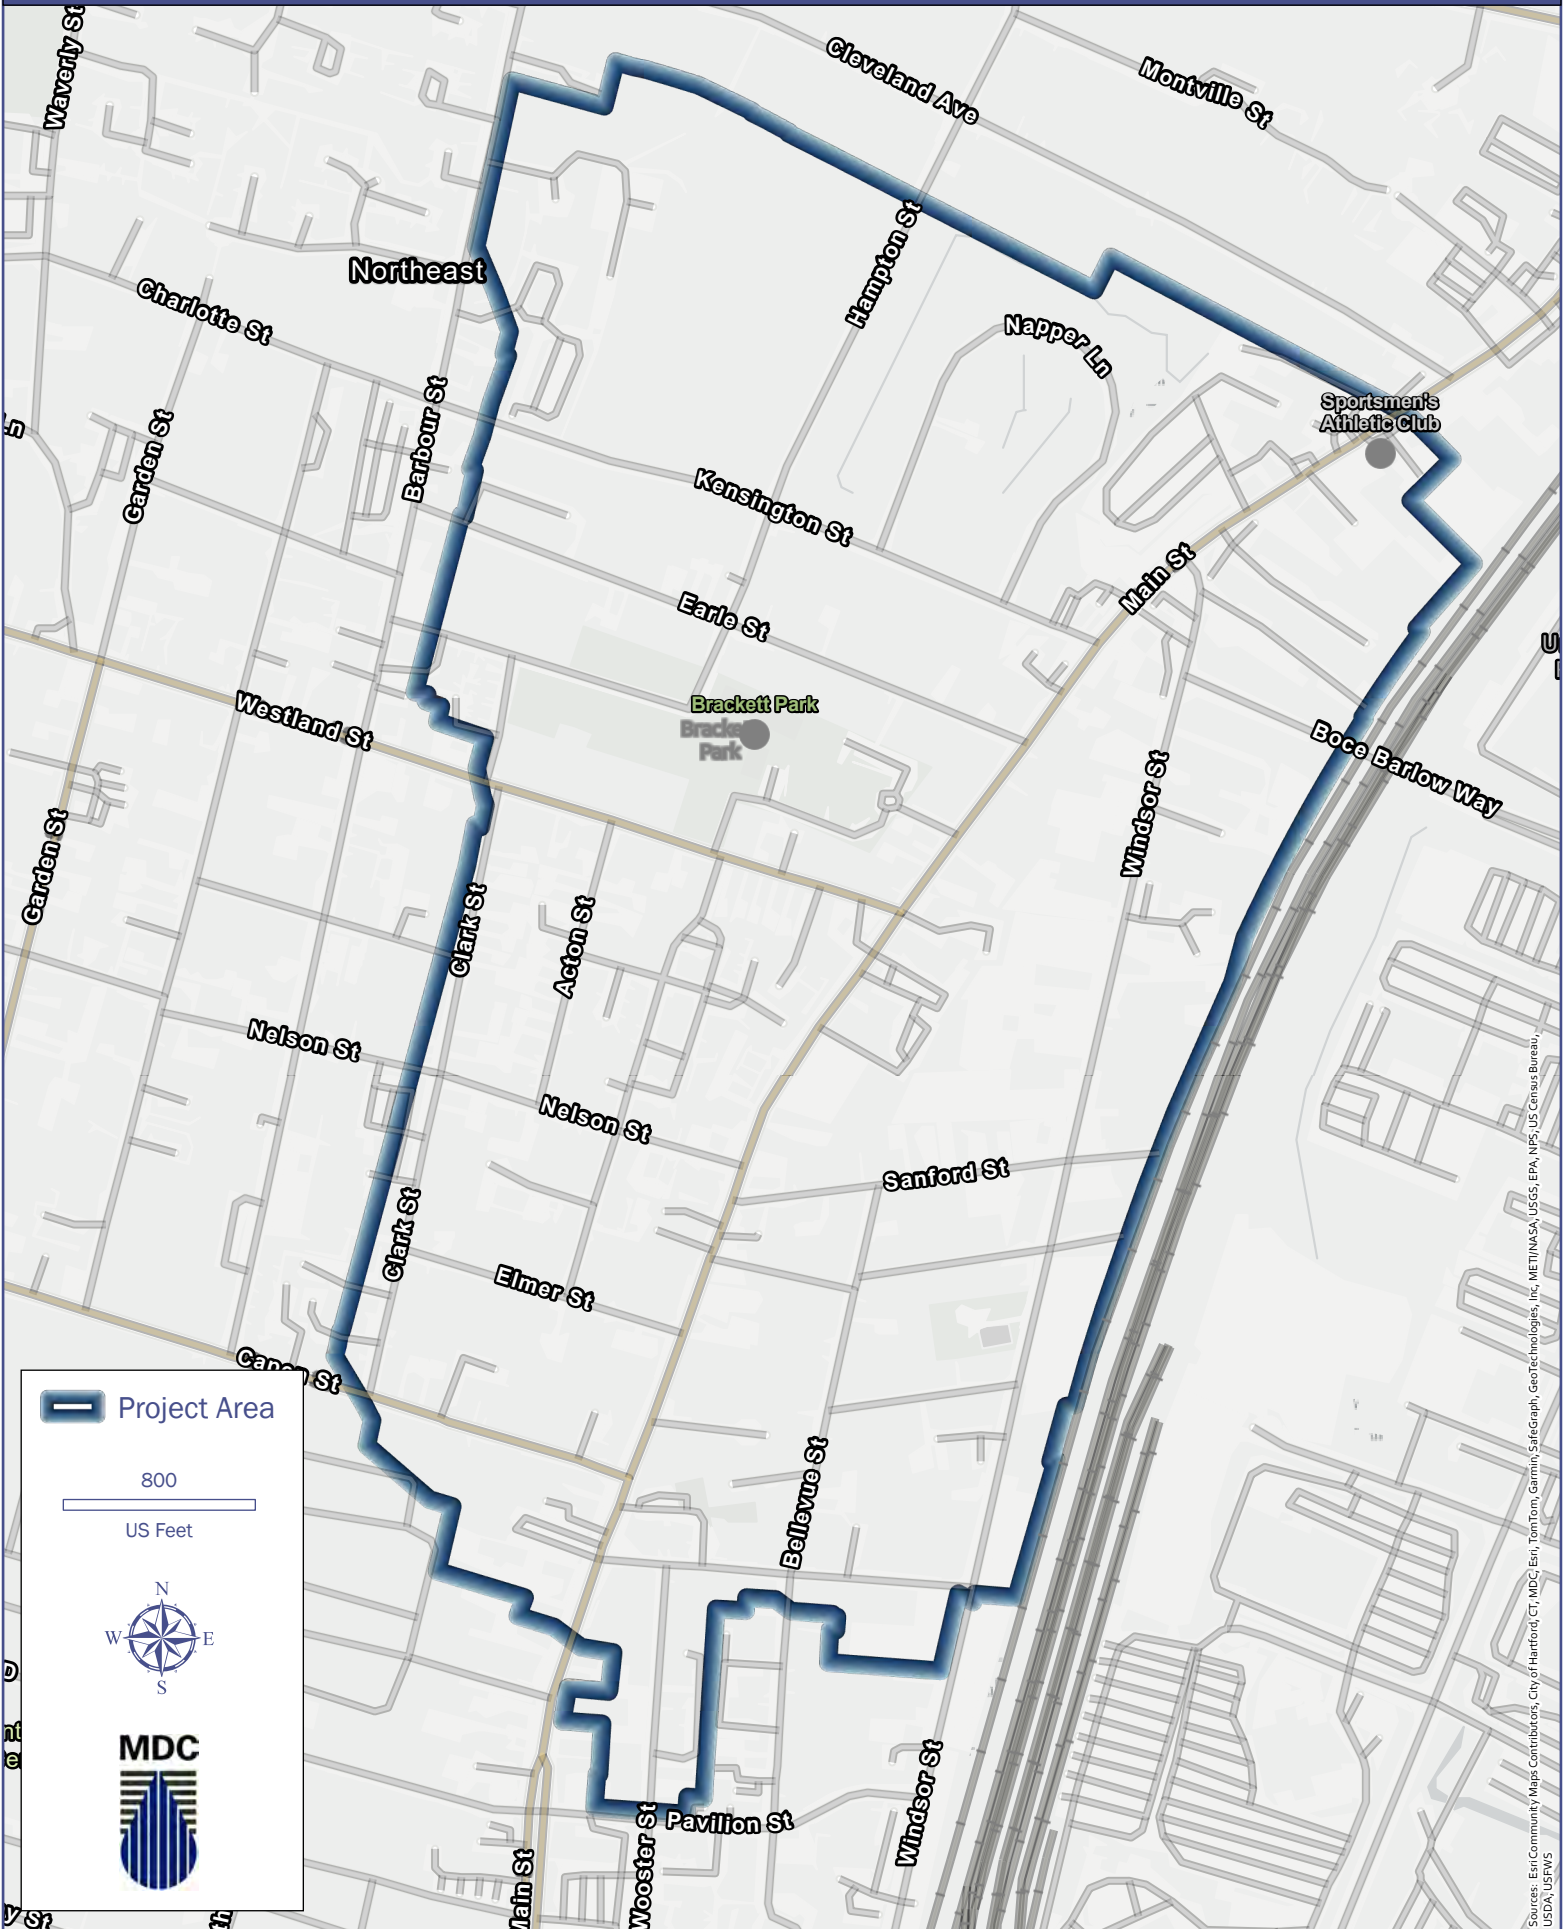 Waverly St
Cleveland Ave
Montville St
Northeast
Hampton St
Charlotte St
Napper Ln
Barbour St
Sportsmen's
Athletic Club
Garden St
Kensington St
Main St
Earle St
Brackett Park
Park
Westland St
Boce Barlow Way
Windsor St
Garden St
Clark St
Acton St
Nelson St
Nelson St
Sanford St
Clark St
Elmer St
St
Project Area
800
US Feet
N
W E
S
Bellevue St
MDC
Windsor St
Pavilion St
Wooster St
Main St
Sources: Esri Community Maps Contributors, City of Hartford, CT, MDC, Esri, TomTom, Garmin, SafeGraph, GeoTechnologies, Inc, METI/NASA, USGS, EPA, NPS, US Census Bureau,
USDA, USFWS